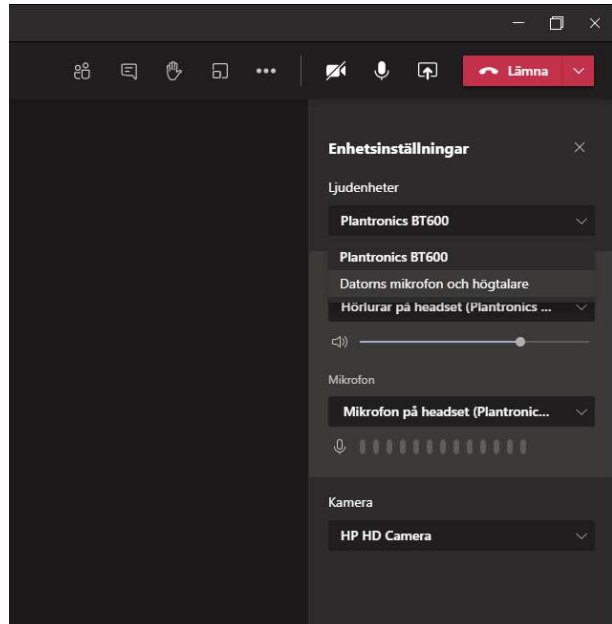 Lämna
Enhetsinställningar
Ljudenheter
Plantronics BT600
Plantronics BT600
Datorns mikrofon och högtalare
Hörlurar på headset (Plantronics ...
Mikrofon
Mikrofon på headset (Plantronic...
Kamera
HP HD Camera